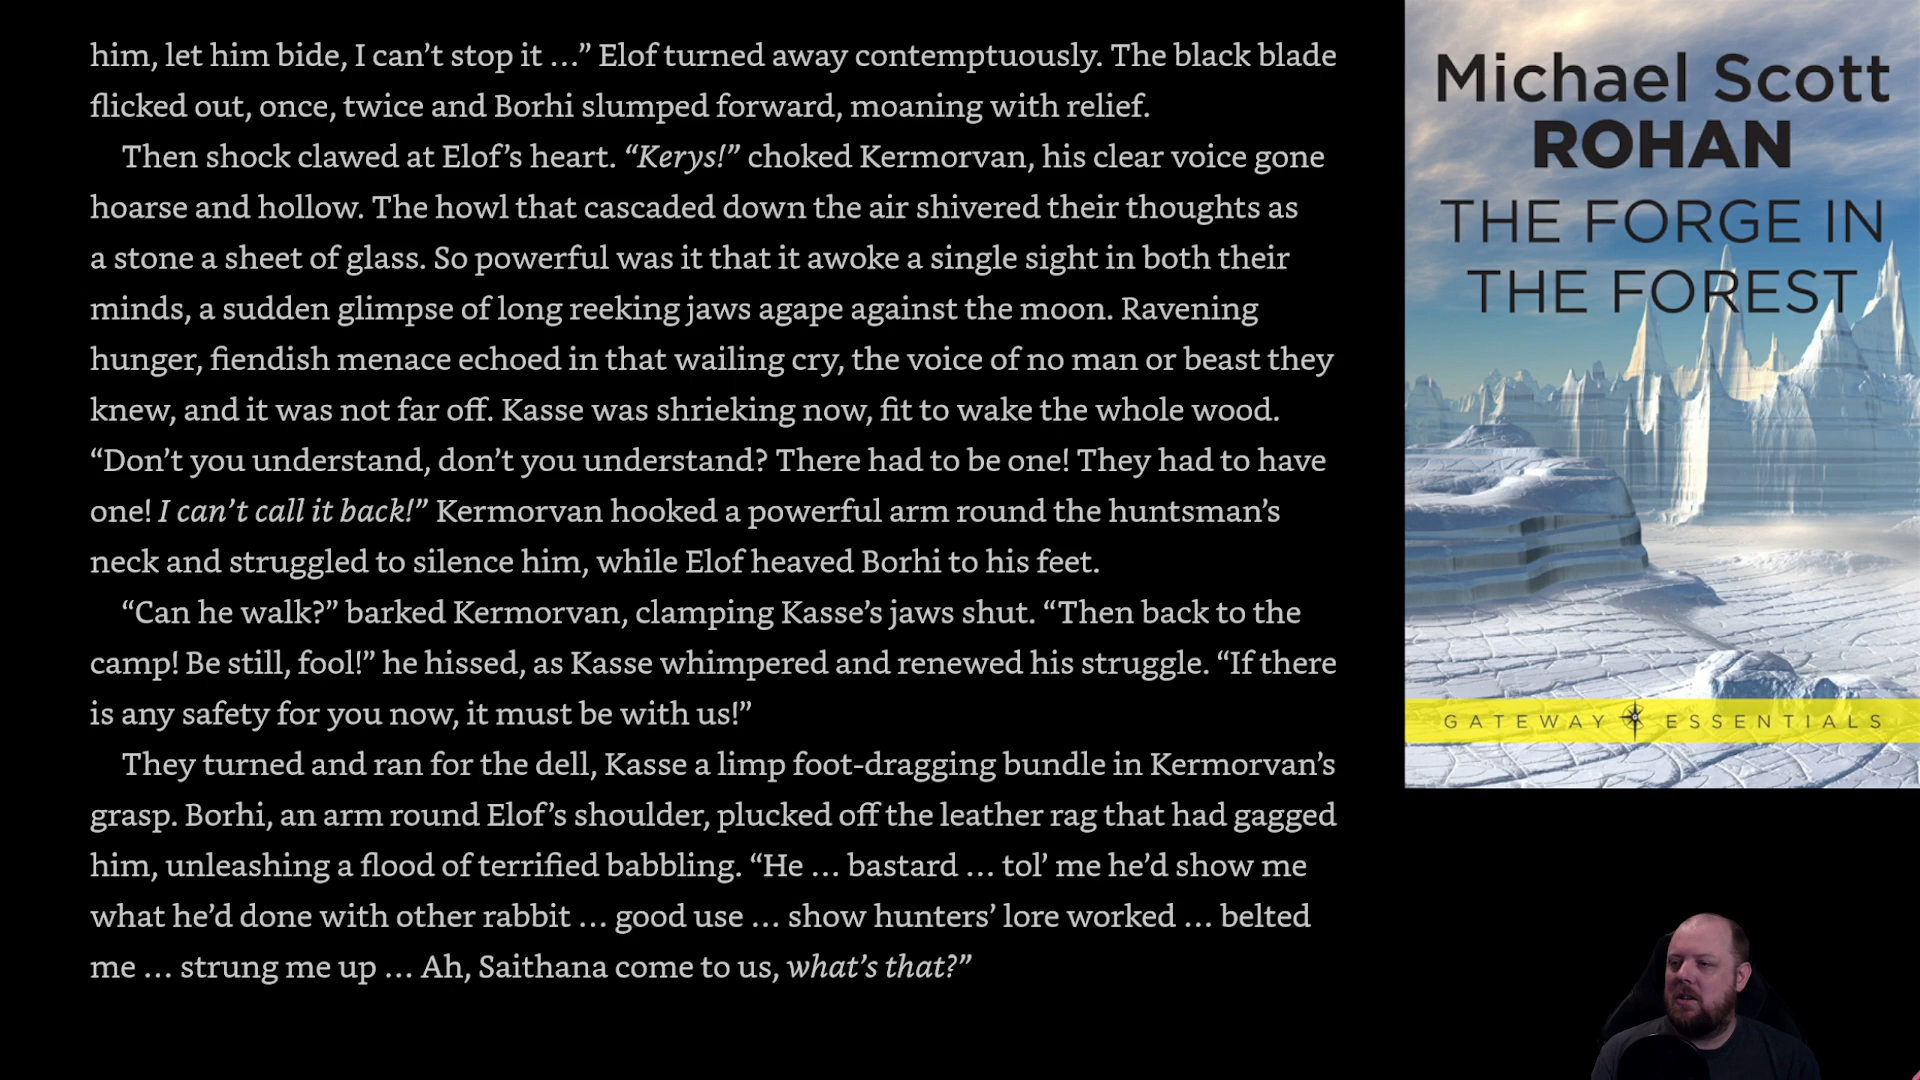 him, let him bide, I can’t stop it …” Elof turned away contemptuously. The black blade
flicked out, once, twice and Borhi slumped forward, moaning with relief.
Then shock clawed at Elof’s heart. “Kerys!” choked Kermorvan, his clear voice gone
hoarse and hollow. The howl that cascaded down the air shivered their thoughts as
a stone a sheet of glass. So powerful was it that it awoke a single sight in both their
minds, a sudden glimpse of long reeking jaws agape against the moon. Ravening
hunger, fiendish menace echoed in that wailing cry, the voice of no man or beast they
knew, and it was not far off. Kasse was shrieking now, fit to wake the whole wood.
“Don’t you understand, don’t you understand? There had to be one! They had to have
one! I can’t call it back!” Kermorvan hooked a powerful arm round the huntsman’s
neck and struggled to silence him, while Elof heaved Borhi to his feet.
“Can he walk?” barked Kermorvan, clamping Kasse’s jaws shut. “Then back to the
camp! Be still, fool!” he hissed, as Kasse whimpered and renewed his struggle. “If there
is any safety for you now, it must be with us!”
They turned and ran for the dell, Kasse a limp foot-dragging bundle in Kermorvan’s
grasp. Borhi, an arm round Elof’s shoulder, plucked off the leather rag that had gagged
him, unleashing a flood of terrified babbling. “He … bastard … tol’ me he’d show me
what he’d done with other rabbit … good use … show hunters’ lore worked … belted
me … strung me up … Ah, Saithana come to us, what’s that?”
Michael Scott
ROHAN
THE FORGE IN
THE FOREST
GATEWAY ESSENTIALS